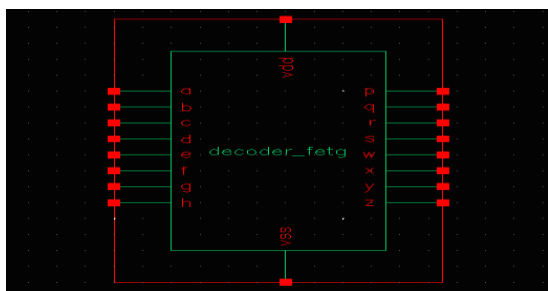 vdd
a p
b q
c r
d s
decoder_fetg
e w
f x
g y
h z
vss